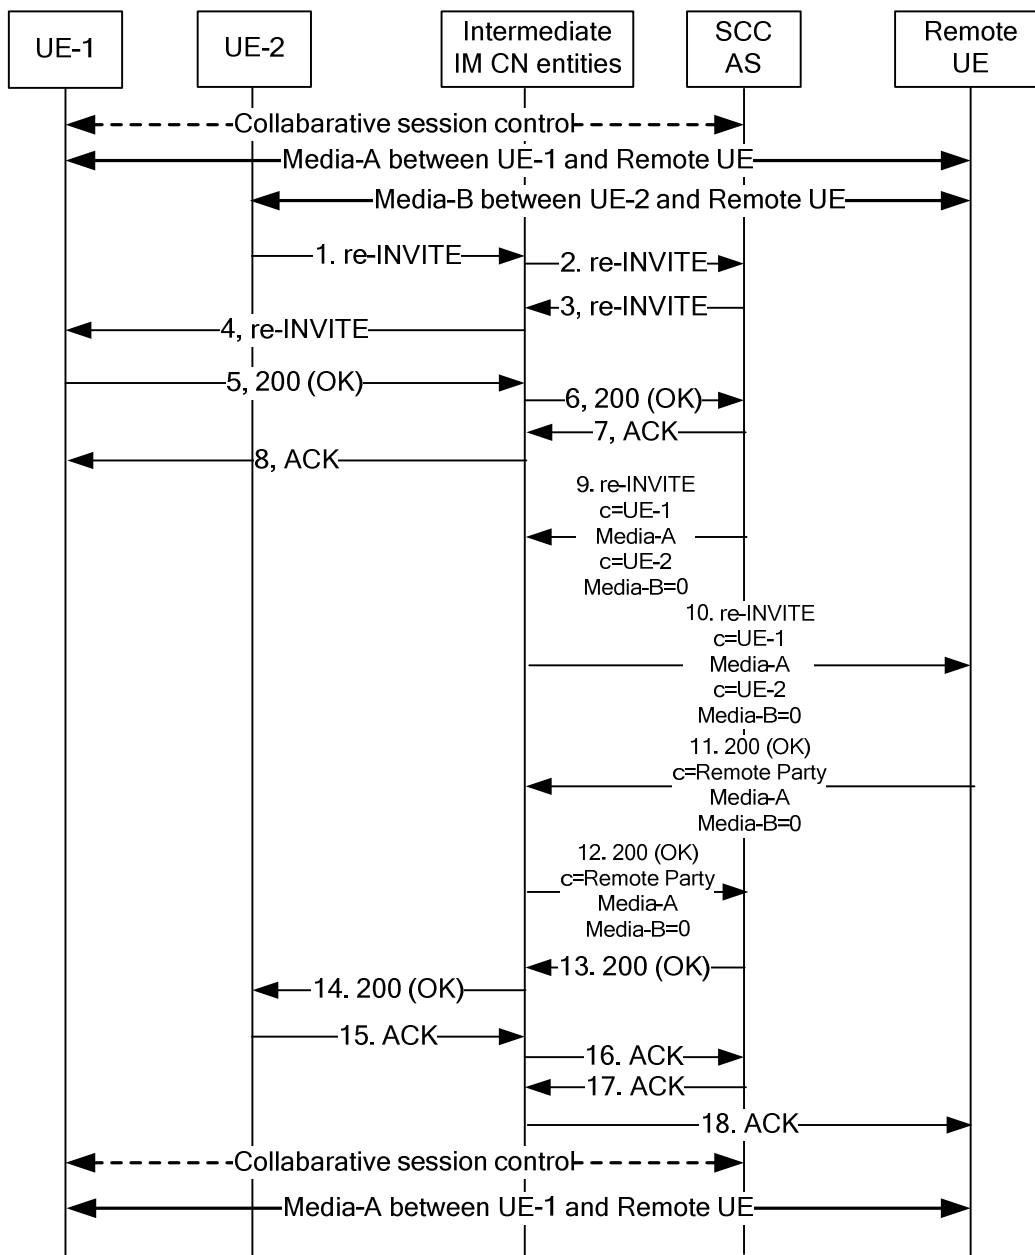 UE-1
UE-2
Intermediate
IM CN entities
SCC
AS
Remote
UE
Collabarative session control
Media-A between UE-1 and Remote UE
Media-B between UE-2 and Remote UE
1. re-INVITE
2. re-INVITE
3, re-INVITE
4, re-INVITE
5, 200 (OK)
6, 200 (OK)
7, ACK
8, ACK
9. re-INVITE
c=UE-1
Media-A
c=UE-2
Media-B=0
10. re-INVITE
c=UE-1
Media-A
c=UE-2
Media-B=0
11. 200 (OK)
c=Remote Party
Media-A
Media-B=0
12. 200 (OK)
c=Remote Party
Media-A
Media-B=0
13. 200 (OK)
14. 200 (OK)
15. ACK
16. ACK
17. ACK
18. ACK
Collabarative session control
Media-A between UE-1 and Remote UE